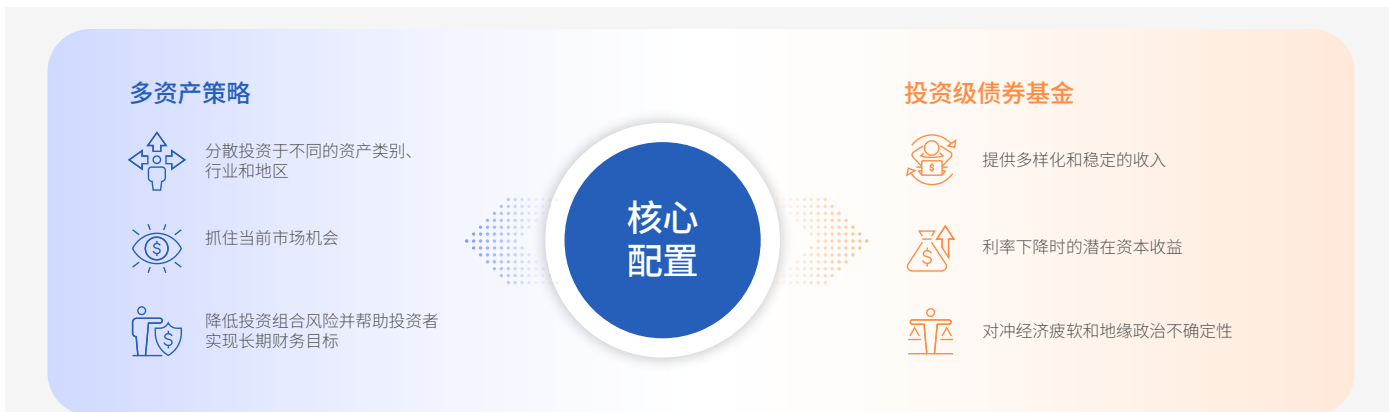 多资产策略
分散投资于不同的资产类别、
行业和地区
抓住当前市场机会
降低投资组合风险并帮助投资者
实现长期财务目标
核心
配置
投资级债券基金
提供多样化和稳定的收入
利率下降时的潜在资本收益
对冲经济疲软和地缘政治不确定性